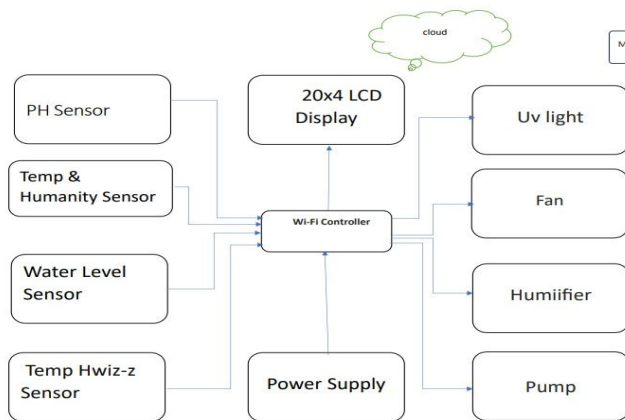 cloud
M
PH Sensor
20x4 LCD
Display
Uv light
Temp &
Humanity Sensor
Wi-Fi Controller
Fan
Water Level
Sensor
Humiifier
Temp Hwiz-z
Sensor
Power Supply
Pump